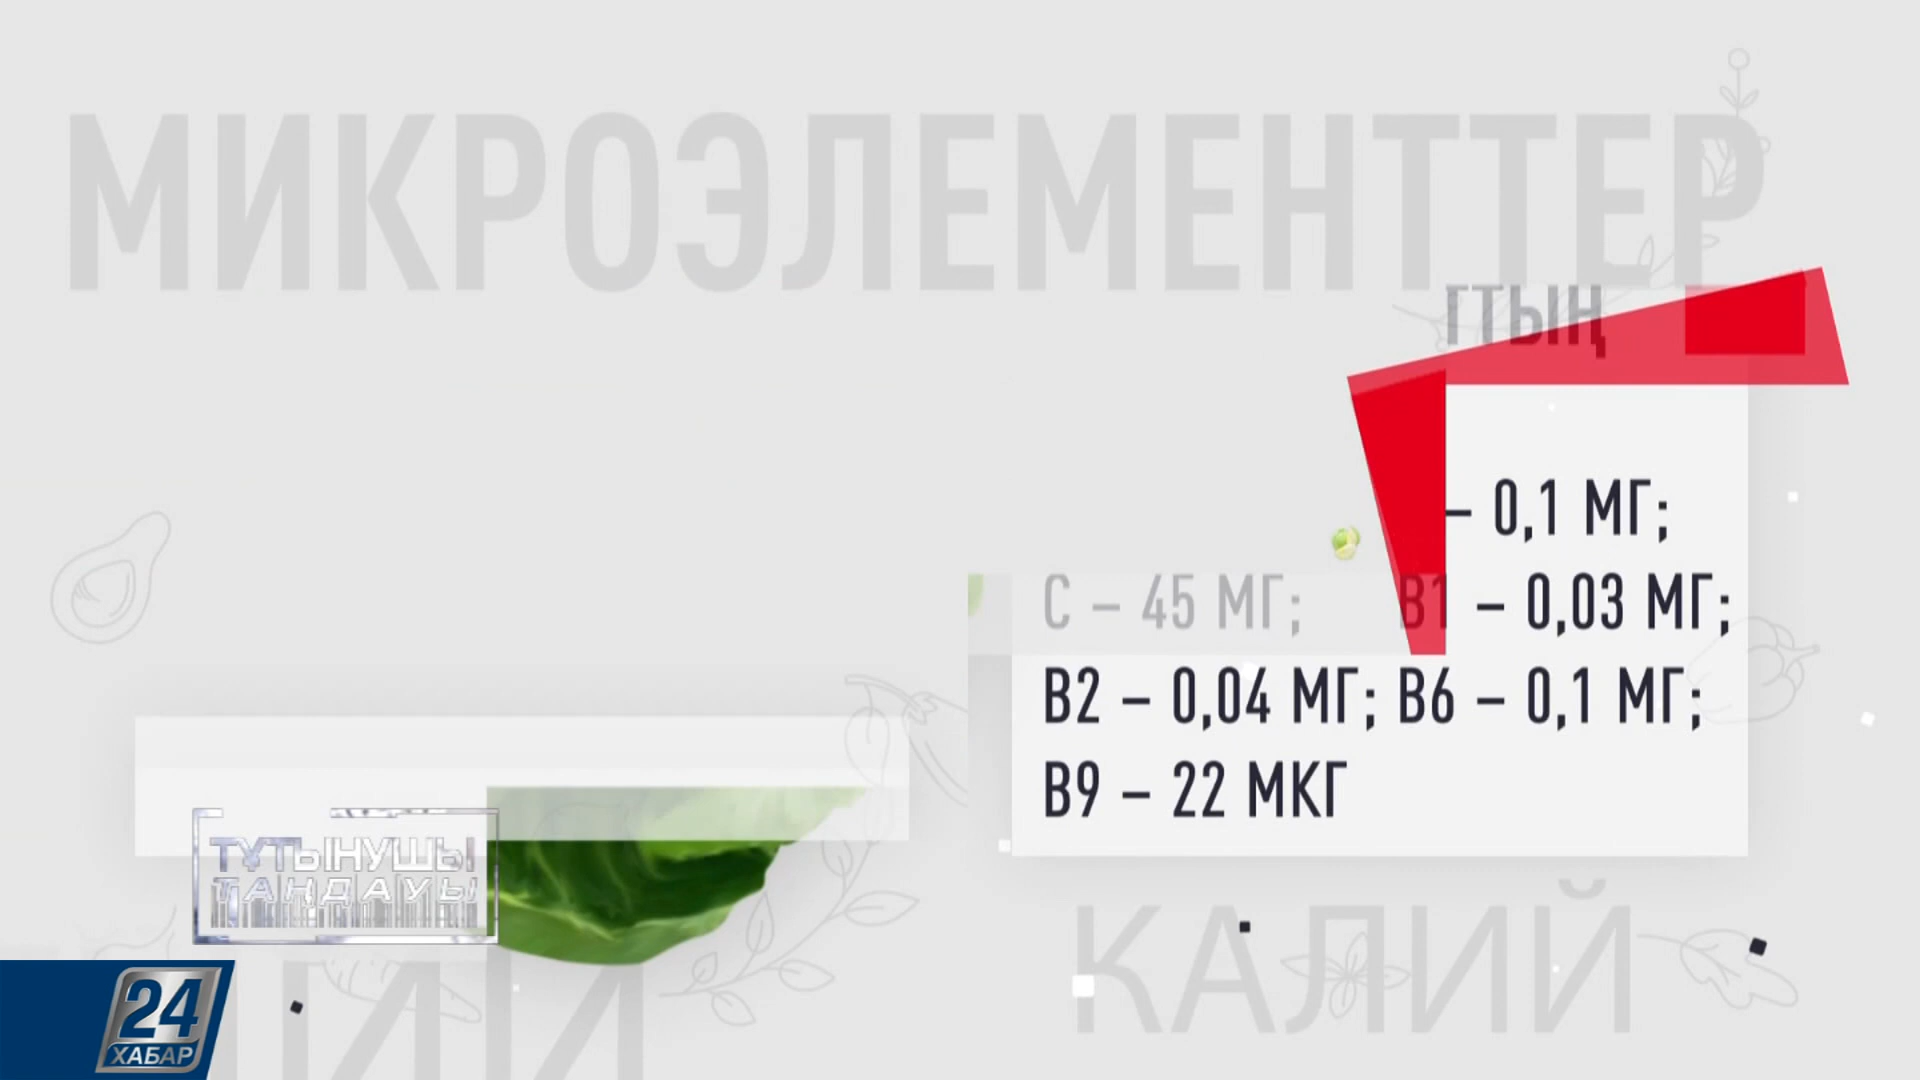 МИКРОЭЛЕМЕНТТЕР
– 0,1 МГ;
С – 45 МГ; В1 – 0,03 МГ;
В2 – 0,04 МГ; В6 – 0,1 МГ;
В9 – 22 МКГ
ТҰТЫНУШЫ
ТАҢДАУЫ
КАЛИЙ
24
ХАБАР